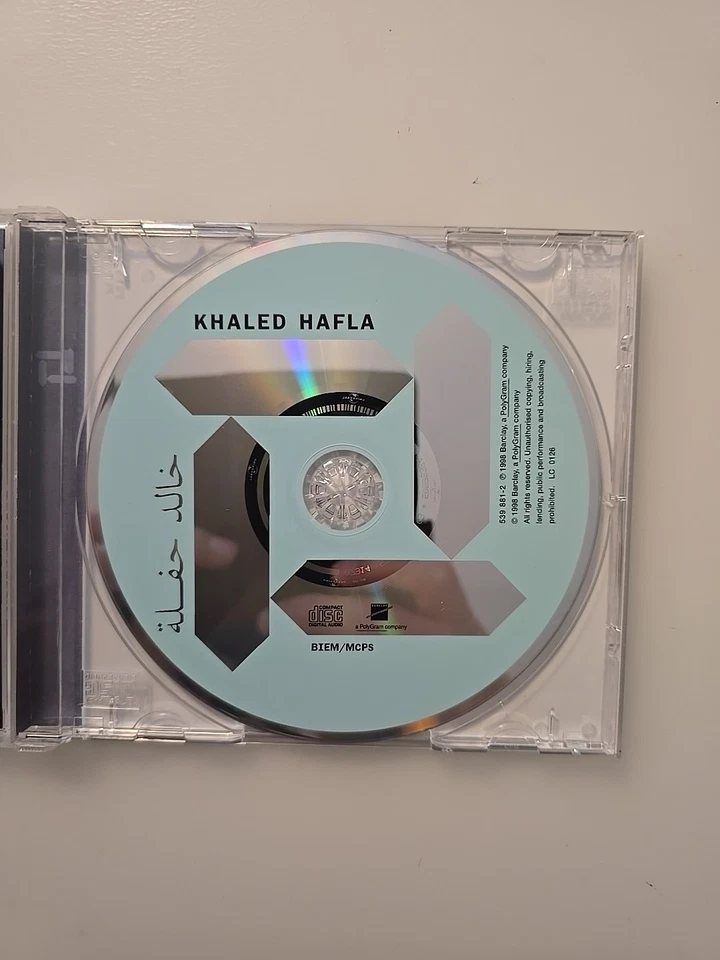 KHALED HAFLA
خالد حفلة
539 881-2 ℗ 1998 Barclay, a PolyGram company
© 1998 Barclay, a PolyGram company
All rights reserved. Unauthorised copying, hiring,
lending, public performance and broadcasting
prohibited. LC 0126
COMPACT
disc
DIGITAL AUDIO
BARCLAY
a PolyGram company
BIEM/MCPS